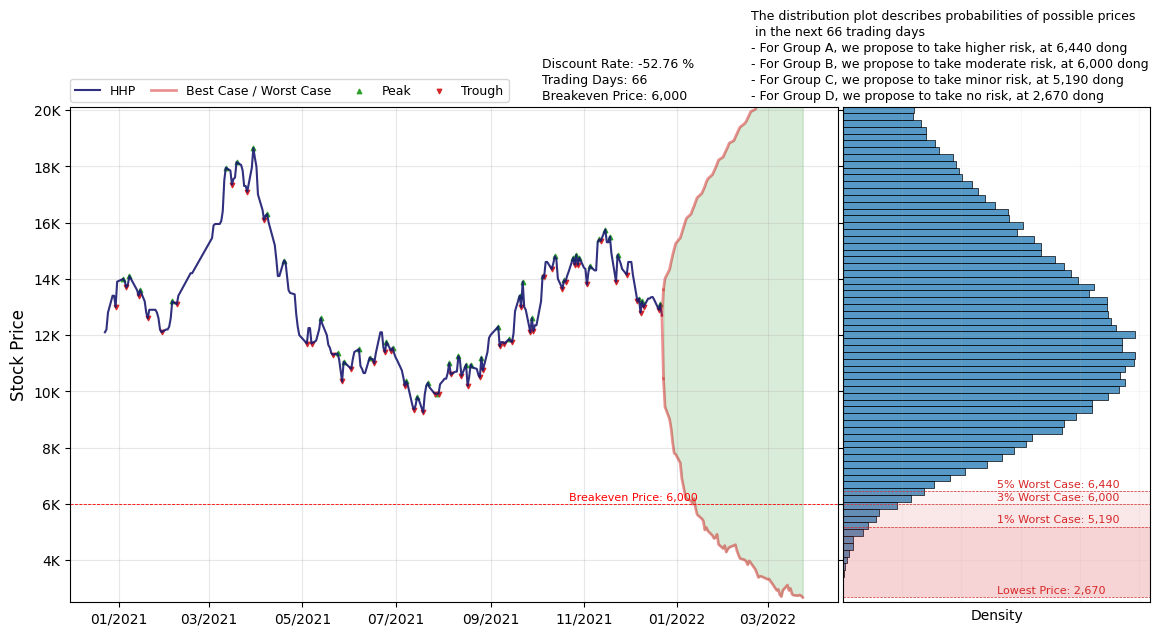 The distribution plot describes probabilities of possible prices
in the next 66 trading days
- For Group A, we propose to take higher risk, at 6,440 dong
- For Group B, we propose to take moderate risk, at 6,000 dong
- For Group C, we propose to take minor risk, at 5,190 dong
- For Group D, we propose to take no risk, at 2,670 dong
Discount Rate: -52.76 %
Trading Days: 66
Breakeven Price: 6,000
HHP
Best Case / Worst Case
Peak
Trough
Stock Price
20K
18K
16K
14K
12K
10K
8K
6K
4K
Breakeven Price: 6,000
5% Worst Case: 6,440
3% Worst Case: 6,000
1% Worst Case: 5,190
Lowest Price: 2,670
01/2021
03/2021
05/2021
07/2021
09/2021
11/2021
01/2022
03/2022
Density